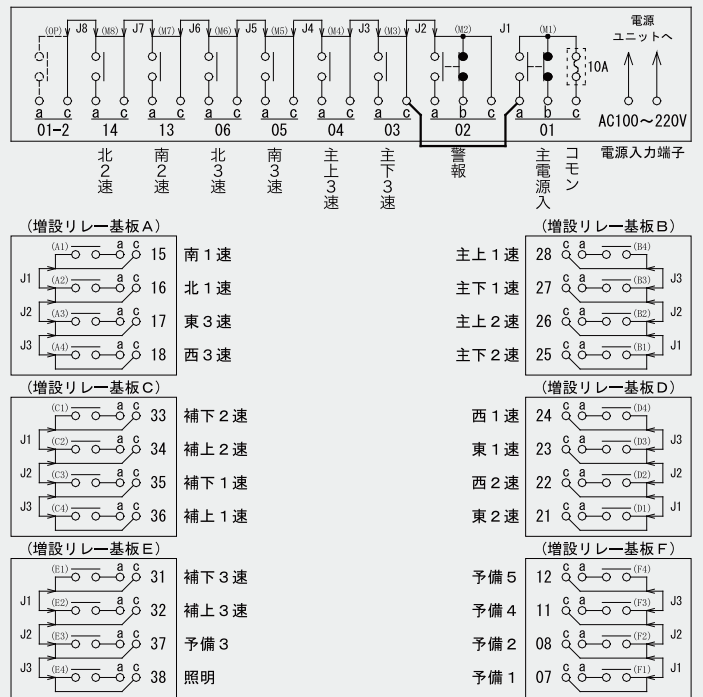 (OP) J8 (M8) J7 (M7) J6 (M6) J5 (M5) J4 (M4) J3 (M3) J2 (M2) J1 (M1) 電源ユニットへ
10A
a c a c a c a c a c a c a c a b c a b c
01-2 14 13 06 05 04 03 02 01 AC100～220V
北2速 南2速 北3速 南3速 主上3速 主下3速 警報 主電源入 コモン 電源入力端子
(増設リレー基板A)
(A1) a c 15 南1速
J1
(A2) a c 16 北1速
J2
(A3) a c 17 東3速
J3
(A4) a c 18 西3速
(増設リレー基板B)
主上1速 28 c a (B4)
J3
主下1速 27 c a (B3)
J2
主上2速 26 c a (B2)
J1
主下2速 25 c a (B1)
(増設リレー基板C)
(C1) a c 33 補下2速
J1
(C2) a c 34 補上2速
J2
(C3) a c 35 補下1速
J3
(C4) a c 36 補上1速
(増設リレー基板D)
西1速 24 c a (D4)
J3
東1速 23 c a (D3)
J2
西2速 22 c a (D2)
J1
東2速 21 c a (D1)
(増設リレー基板E)
(E1) a c 31 補下3速
J1
(E2) a c 32 補上3速
J2
(E3) a c 37 予備3
J3
(E4) a c 38 照明
(増設リレー基板F)
予備5 12 c a (F4)
J3
予備4 11 c a (F3)
J2
予備2 08 c a (F2)
J1
予備1 07 c a (F1)